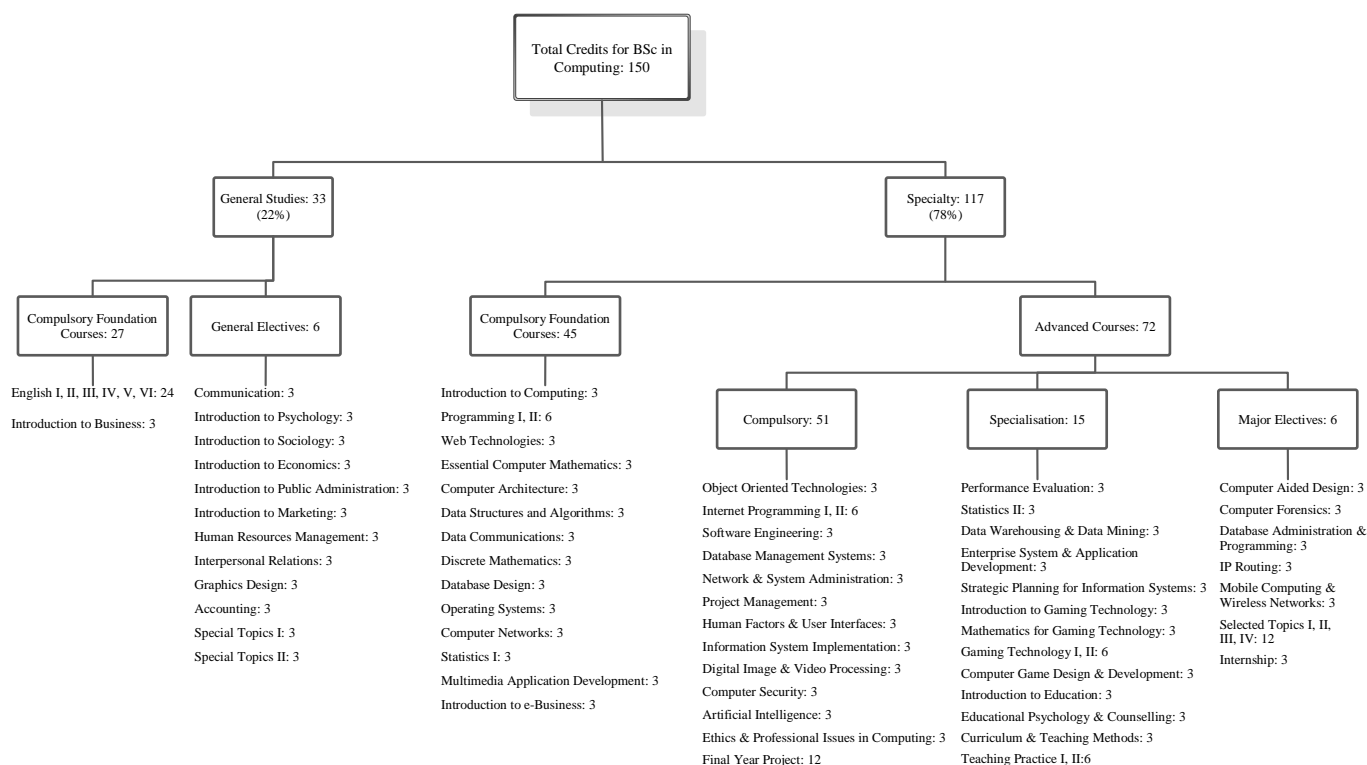 Total Credits for BSc in
Computing: 150
General Studies: 33
(22%)
Specialty: 117
(78%)
Compulsory Foundation
Courses: 27
General Electives: 6
Compulsory Foundation
Courses: 45
Advanced Courses: 72
English I, II, III, IV, V, VI: 24
Introduction to Business: 3
Communication: 3
Introduction to Psychology: 3
Introduction to Sociology: 3
Introduction to Economics: 3
Introduction to Public Administration: 3
Introduction to Marketing: 3
Human Resources Management: 3
Interpersonal Relations: 3
Graphics Design: 3
Accounting: 3
Special Topics I: 3
Special Topics II: 3
Introduction to Computing: 3
Programming I, II: 6
Web Technologies: 3
Essential Computer Mathematics: 3
Computer Architecture: 3
Data Structures and Algorithms: 3
Data Communications: 3
Discrete Mathematics: 3
Database Design: 3
Operating Systems: 3
Computer Networks: 3
Statistics I: 3
Multimedia Application Development: 3
Introduction to e-Business: 3
Compulsory: 51
Specialisation: 15
Major Electives: 6
Object Oriented Technologies: 3
Internet Programming I, II: 6
Software Engineering: 3
Database Management Systems: 3
Network & System Administration: 3
Project Management: 3
Human Factors & User Interfaces: 3
Information System Implementation: 3
Digital Image & Video Processing: 3
Computer Security: 3
Artificial Intelligence: 3
Ethics & Professional Issues in Computing: 3
Final Year Project: 12
Performance Evaluation: 3
Statistics II: 3
Data Warehousing & Data Mining: 3
Enterprise System & Application
Development: 3
Strategic Planning for Information Systems: 3
Introduction to Gaming Technology: 3
Mathematics for Gaming Technology: 3
Gaming Technology I, II: 6
Computer Game Design & Development: 3
Introduction to Education: 3
Educational Psychology & Counselling: 3
Curriculum & Teaching Methods: 3
Teaching Practice I, II:6
Computer Aided Design: 3
Computer Forensics: 3
Database Administration &
Programming: 3
IP Routing: 3
Mobile Computing &
Wireless Networks: 3
Selected Topics I, II,
III, IV: 12
Internship: 3